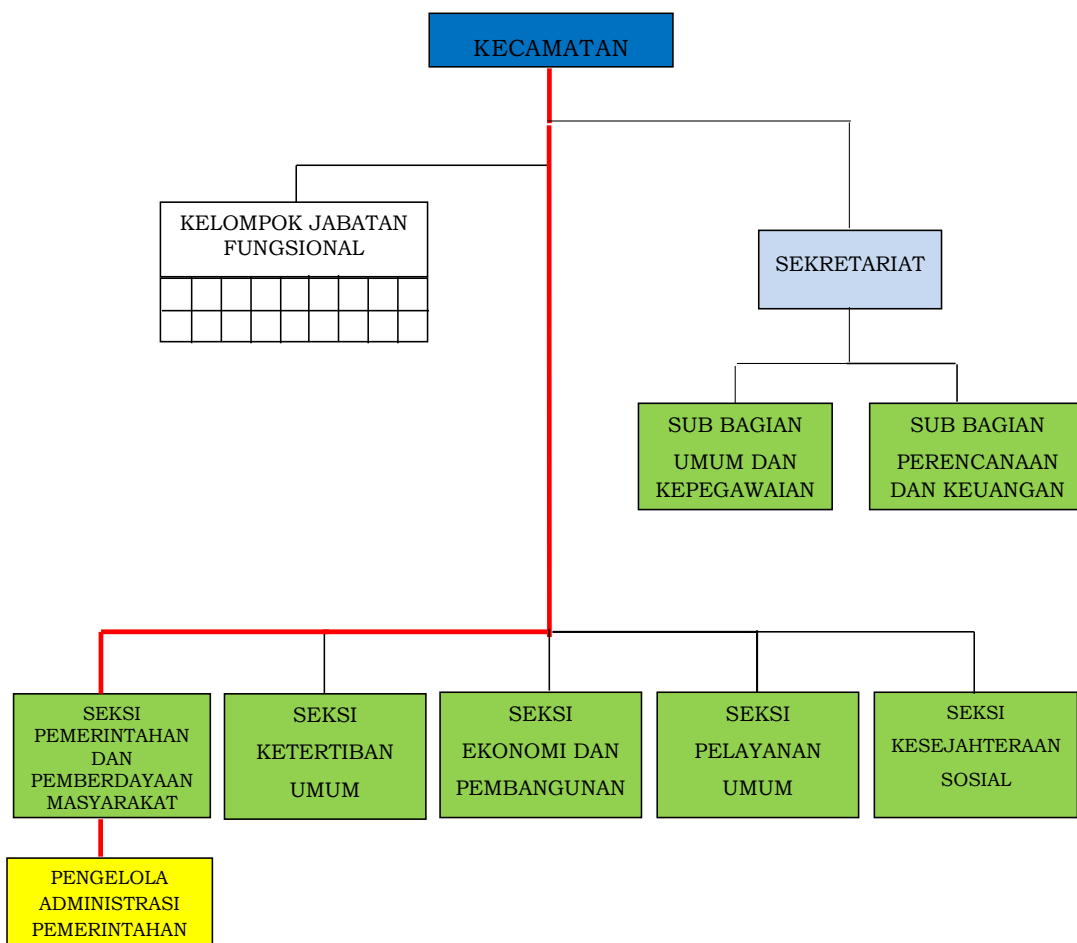 KECAMATAN
KELOMPOK JABATAN
FUNGSIONAL
SEKRETARIAT
SUB BAGIAN
UMUM DAN
KEPEGAWAIAN
SUB BAGIAN
PERENCANAAN
DAN KEUANGAN
SEKSI
PEMERINTAHAN
DAN
PEMBERDAYAAN
MASYARAKAT
SEKSI
KETERTIBAN
UMUM
SEKSI
EKONOMI DAN
PEMBANGUNAN
SEKSI
PELAYANAN
UMUM
SEKSI
KESEJAHTERAAN
SOSIAL
PENGELOLA
ADMINISTRASI
PEMERINTAHAN